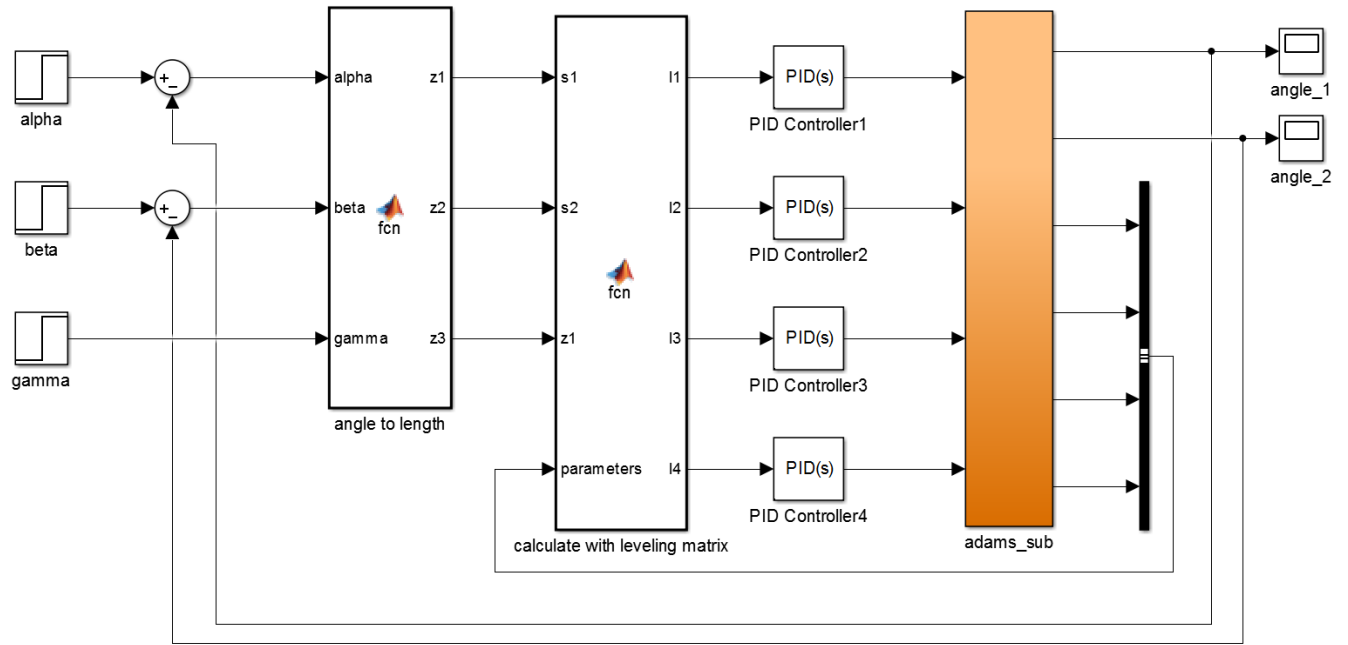 alpha
beta
gamma
+
−
+
−
alpha
z1
beta
z2
fcn
gamma
z3
angle to length
s1
l1
s2
l2
fcn
z1
l3
parameters
l4
calculate with leveling matrix
PID(s)
PID Controller1
PID(s)
PID Controller2
PID(s)
PID Controller3
PID(s)
PID Controller4
adams_sub
angle_1
angle_2